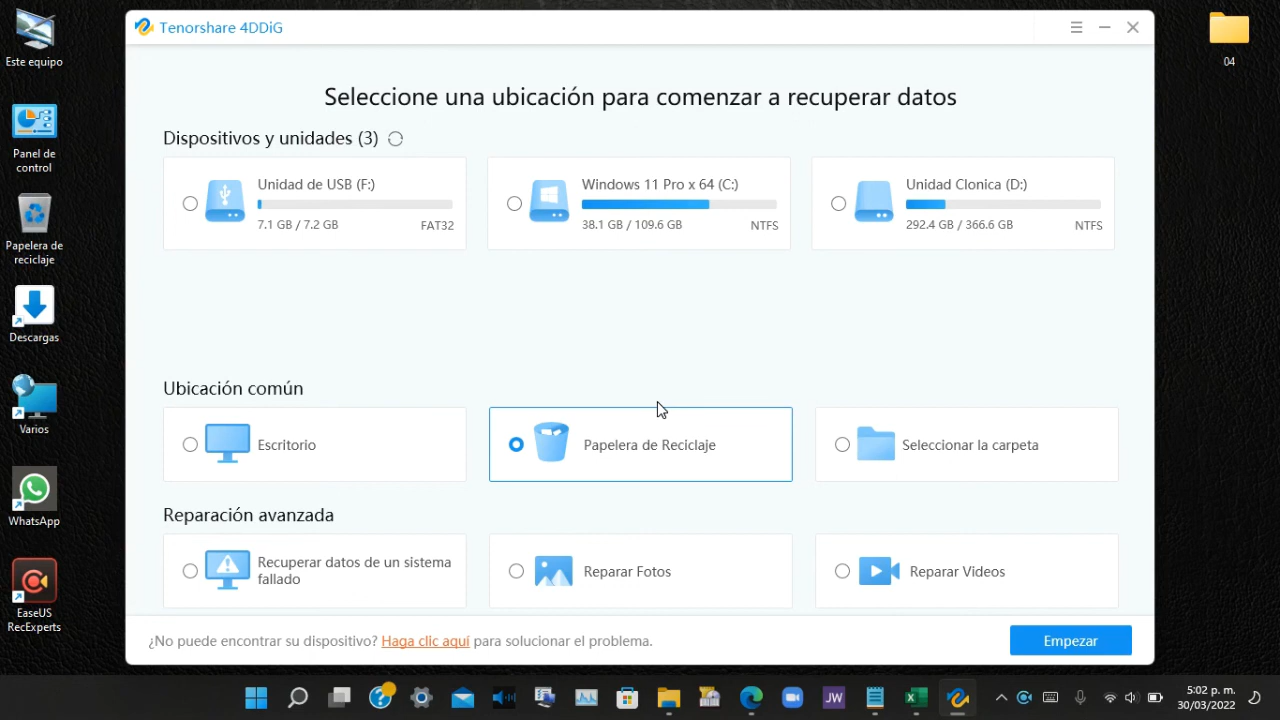 Tenorshare 4DDiG
Seleccione una ubicación para comenzar a recuperar datos
Dispositivos y unidades (3)
Unidad de USB (F:)
7.1 GB / 7.2 GB
FAT32
Windows 11 Pro x 64 (C:)
38.1 GB / 109.6 GB
NTFS
Unidad Clonica (D:)
292.4 GB / 366.6 GB
NTFS
Ubicación común
Escritorio
Papelera de Reciclaje
Seleccionar la carpeta
Reparación avanzada
Recuperar datos de un sistema
fallado
Reparar Fotos
Reparar Videos
¿No puede encontrar su dispositivo? Haga clic aquí para solucionar el problema.
Empezar
Este equipo
Panel de
control
Papelera de
reciclaje
Descargas
Varios
WhatsApp
EaseUS
RecExperts
04
JW
5:02 p. m.
30/03/2022